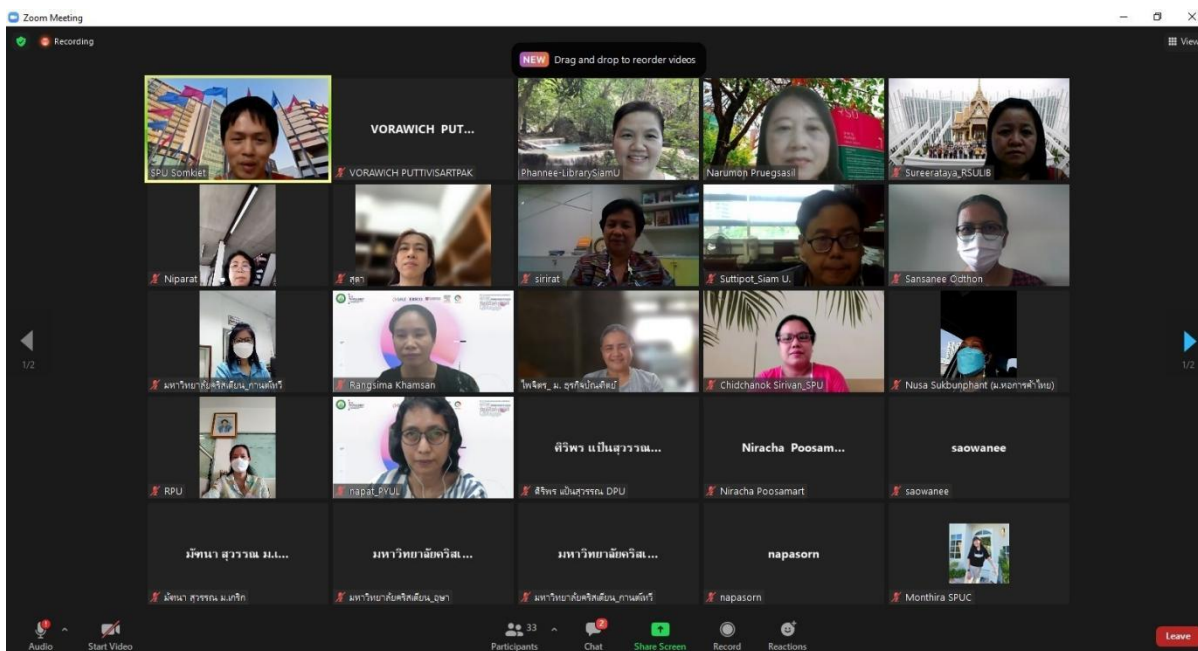 Zoom Meeting
Recording
View
NEW Drag and drop to reorder videos
SPU Somkiet
VORAWICH PUT...
VORAWICH PUTTIVISARTPAK
Phannee-LibrarySiamU
Narumon Pruegsasil
Sureerataya_RSULIB
Niparat
สุดา
sirirat
Suttipot_Siam U.
Sansanee Odthon
มหาวิทยาลัยคริสเตียน_กานต์ทวี
Rangsima Khamsan
ไพจิตร_ ม. ธุรกิจบัณฑิตย์
Chidchanok Sirivan_SPU
Nusa Sukbunphant (ม.หอการค้าไทย)
1/2
1/2
RPU
napat_PYUL
ศิริพร แป้นสุวรรณ...
ศิริพร แป้นสุวรรณ DPU
Niracha Poosam...
Niracha Poosamart
saowanee
saowanee
มัฑนา สุวรรณ ม.เ...
มัฑนา สุวรรณ ม.เกริก
มหาวิทยาลัยคริสเ...
มหาวิทยาลัยคริสเตียน_อุษา
มหาวิทยาลัยคริสเ...
มหาวิทยาลัยคริสเตียน_กานต์ทวี
napasorn
napasorn
Monthira SPUC
Audio
Start Video
33
Participants
2
Chat
Share Screen
Record
Reactions
Leave